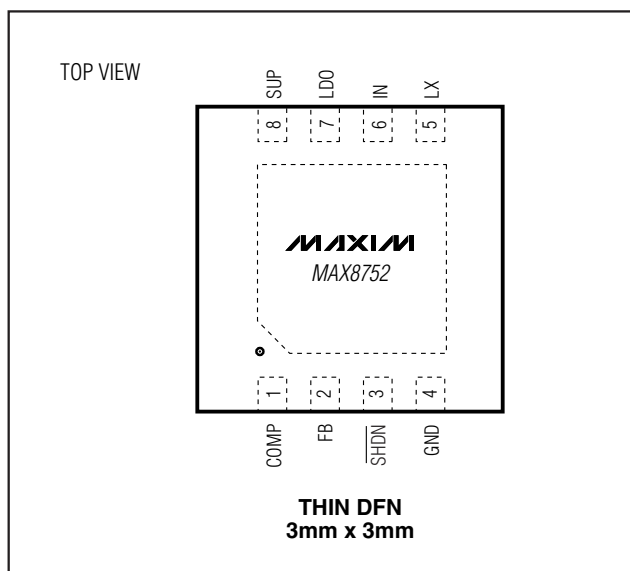 TOP VIEW
SUP LDO IN LX
8 7 6 5
MAXIM
MAX8752
1 2 3 4
COMP FB SHDN GND
THIN DFN
3mm x 3mm